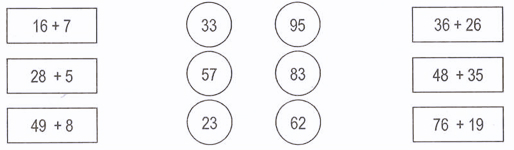 16 + 7 33 95 36 + 26
28 + 5 57 83 48 + 35
49 + 8 23 62 76 + 19